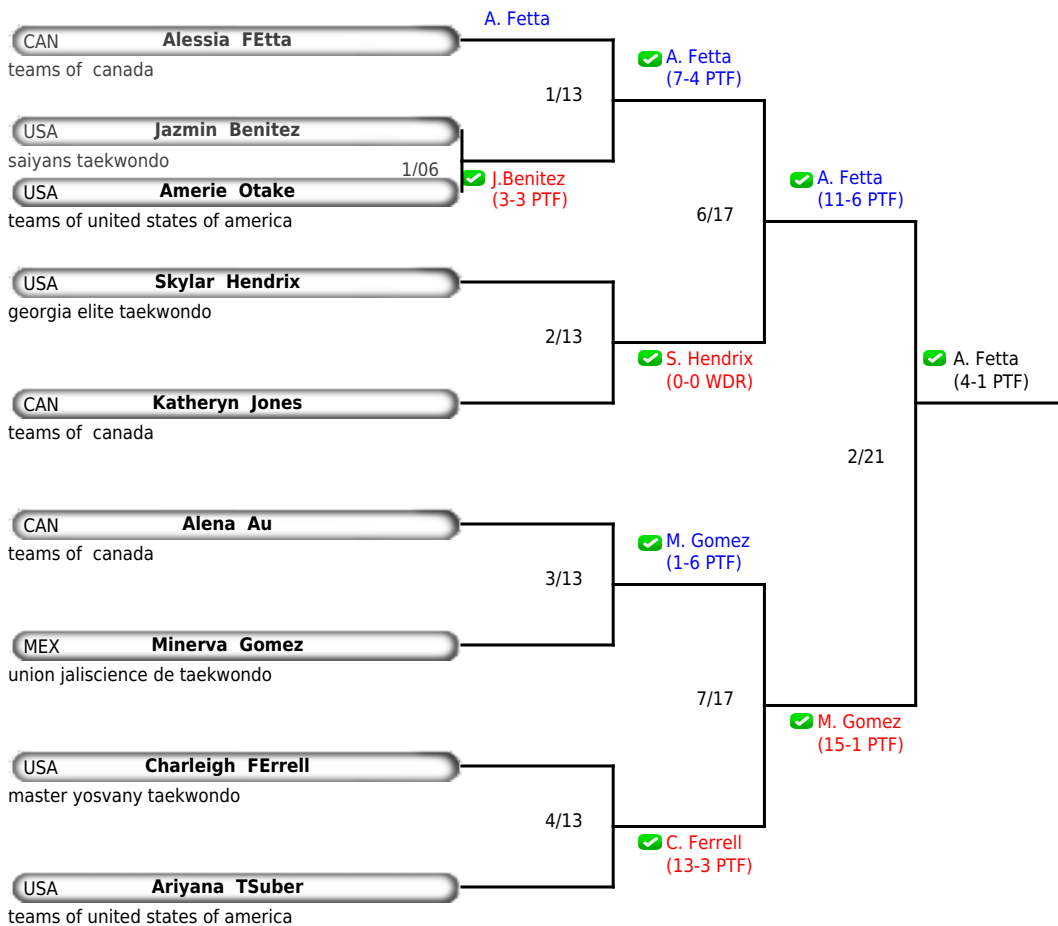 A. Fetta
CAN Alessia FEtta
teams of canada
A. Fetta
(7-4 PTF)
1/13
USA Jazmin Benitez
saiyans taekwondo
1/06
USA Amerie Otake
teams of united states of america
J.Benitez
(3-3 PTF)
A. Fetta
(11-6 PTF)
6/17
USA Skylar Hendrix
georgia elite taekwondo
2/13
S. Hendrix
(0-0 WDR)
A. Fetta
(4-1 PTF)
CAN Katheryn Jones
teams of canada
2/21
CAN Alena Au
teams of canada
M. Gomez
(1-6 PTF)
3/13
MEX Minerva Gomez
union jaliscience de taekwondo
7/17
M. Gomez
(15-1 PTF)
USA Charleigh FErrell
master yosvany taekwondo
4/13
C. Ferrell
(13-3 PTF)
USA Ariyana TSuber
teams of united states of america